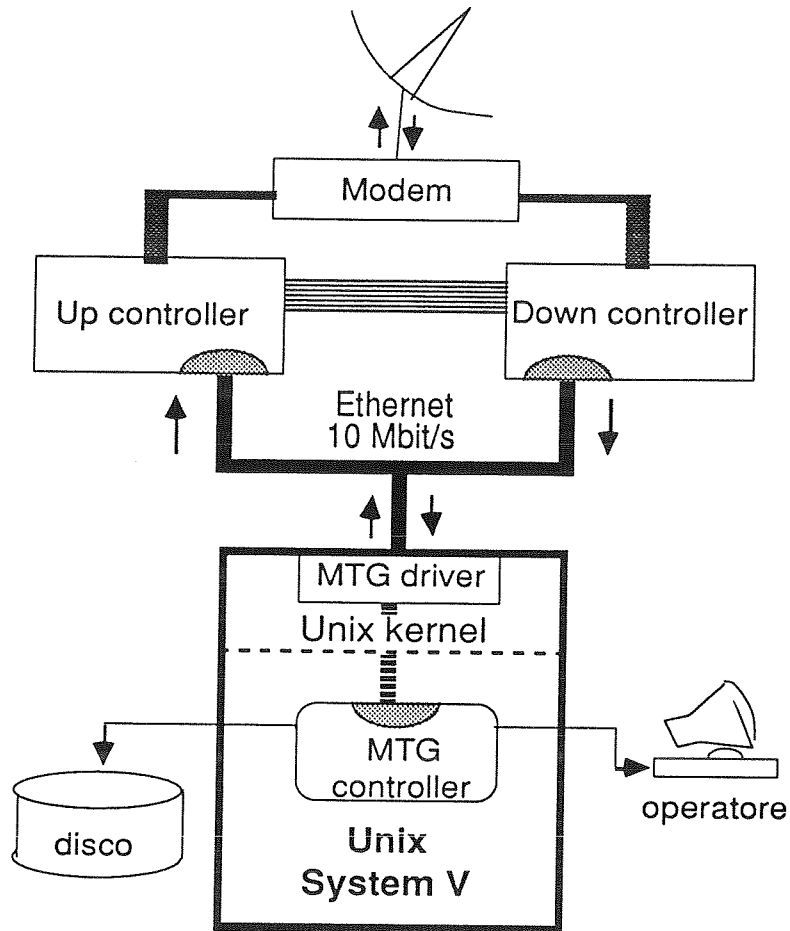 Modem
Up controller
Down controller
Ethernet
10 Mbit/s
MTG driver
Unix kernel
MTG
controller
disco
operatore
Unix
System V